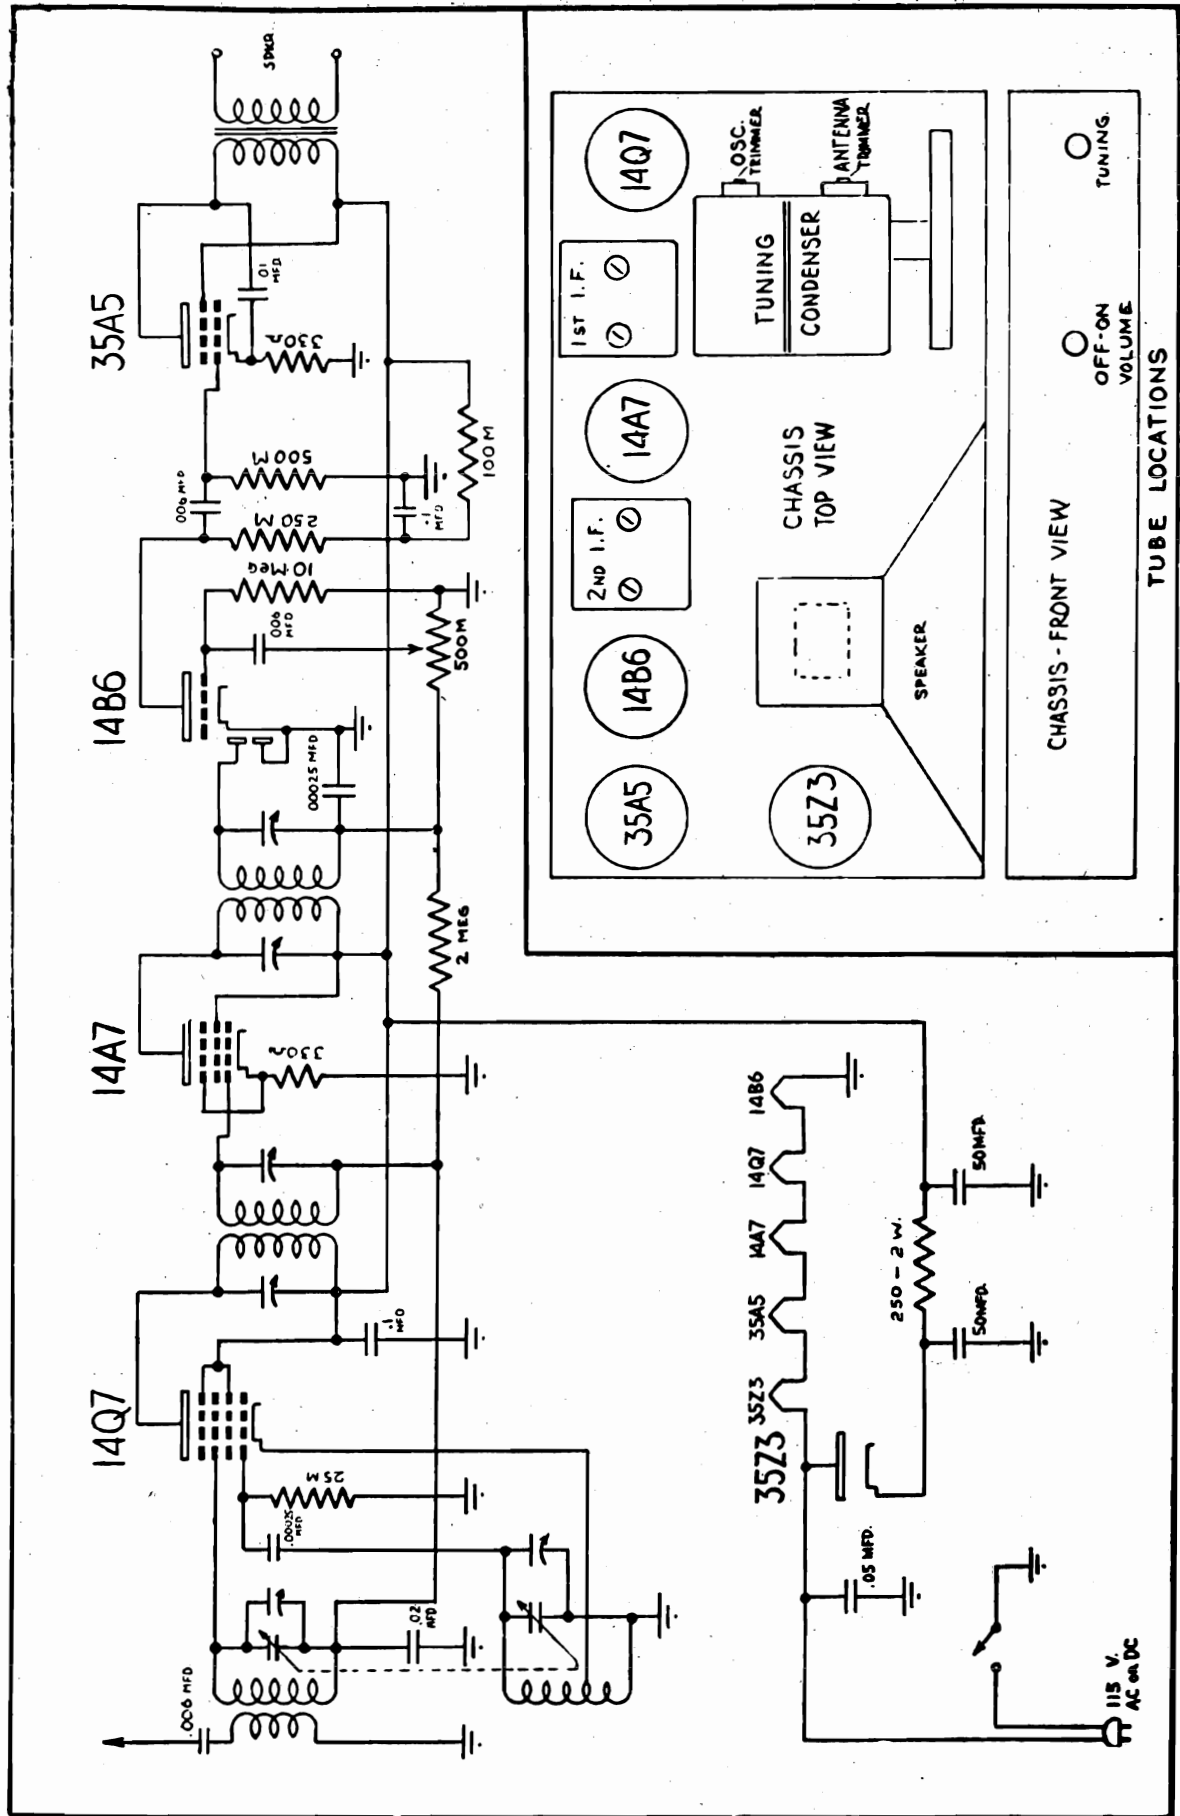 14Q7
14A7
14B6
35A5
.006 MFD
.02
MFD
.00025
MFD
25 M
.1
MFD
330Ω
2 MEG
.00025 MFD
.006
MFD
500M
10 MEG
250 M
.006 MFD
500 M
.1
MFD
100 M
330Ω
.01
MFD
SPKR
115 V.
AC OR DC
.05 MFD.
35Z3
35Z3
35A5
14A7
14Q7
14B6
250 - 2 W.
50MFD.
50MFD.
35A5
14B6
2ND I.F.
14A7
1ST I.F.
14Q7
35Z3
SPEAKER
CHASSIS
TOP VIEW
TUNING
CONDENSER
OSC.
TRIMMER
ANTENNA
TRIMMER
CHASSIS - FRONT VIEW
OFF-ON
VOLUME
TUNING.
TUBE LOCATIONS